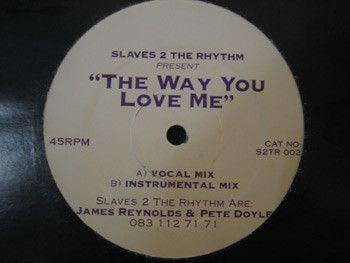 SLAVES 2 THE RHYTHM
PRESENT
"THE WAY YOU
LOVE ME"
45RPM
CAT NO:
S2TR 002
A) VOCAL MIX
B) INSTRUMENTAL MIX
SLAVES 2 THE RHYTHM ARE:
JAMES REYNOLDS & PETE DOYLE
083 112 71 71